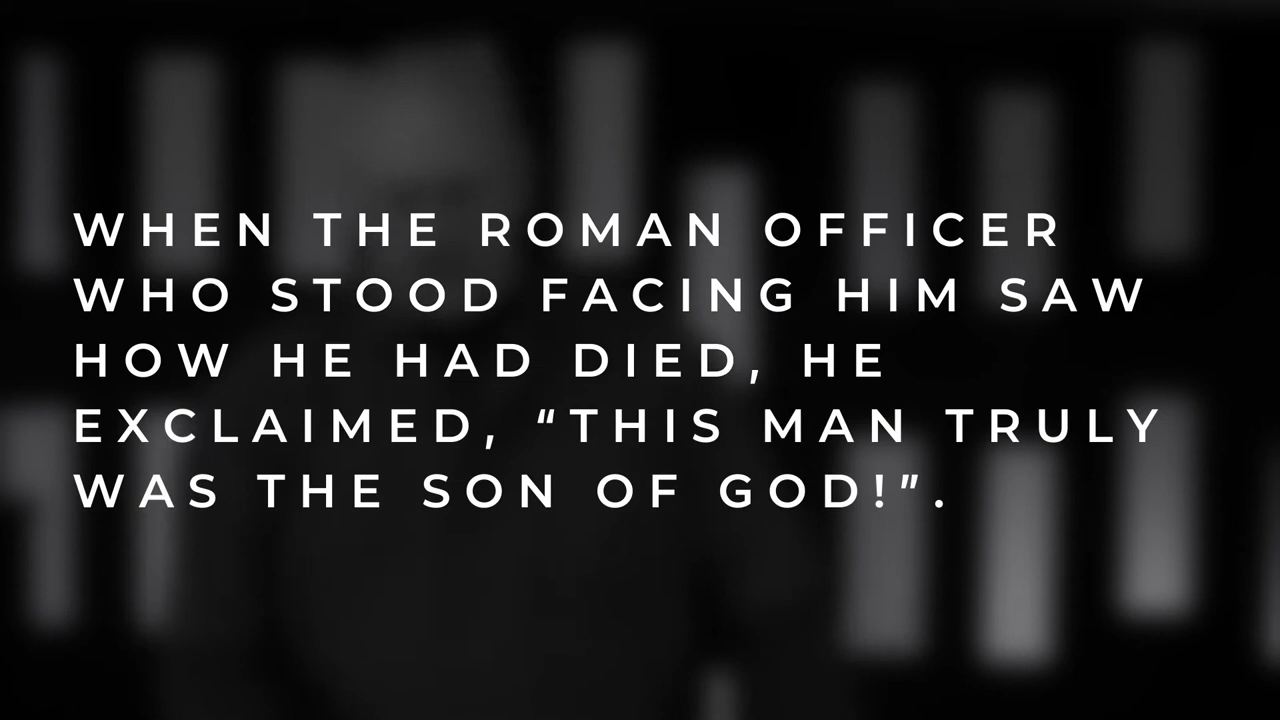 WHEN THE ROMAN OFFICER
WHO STOOD FACING HIM SAW
HOW HE HAD DIED, HE
EXCLAIMED, “THIS MAN TRULY
WAS THE SON OF GOD!”.